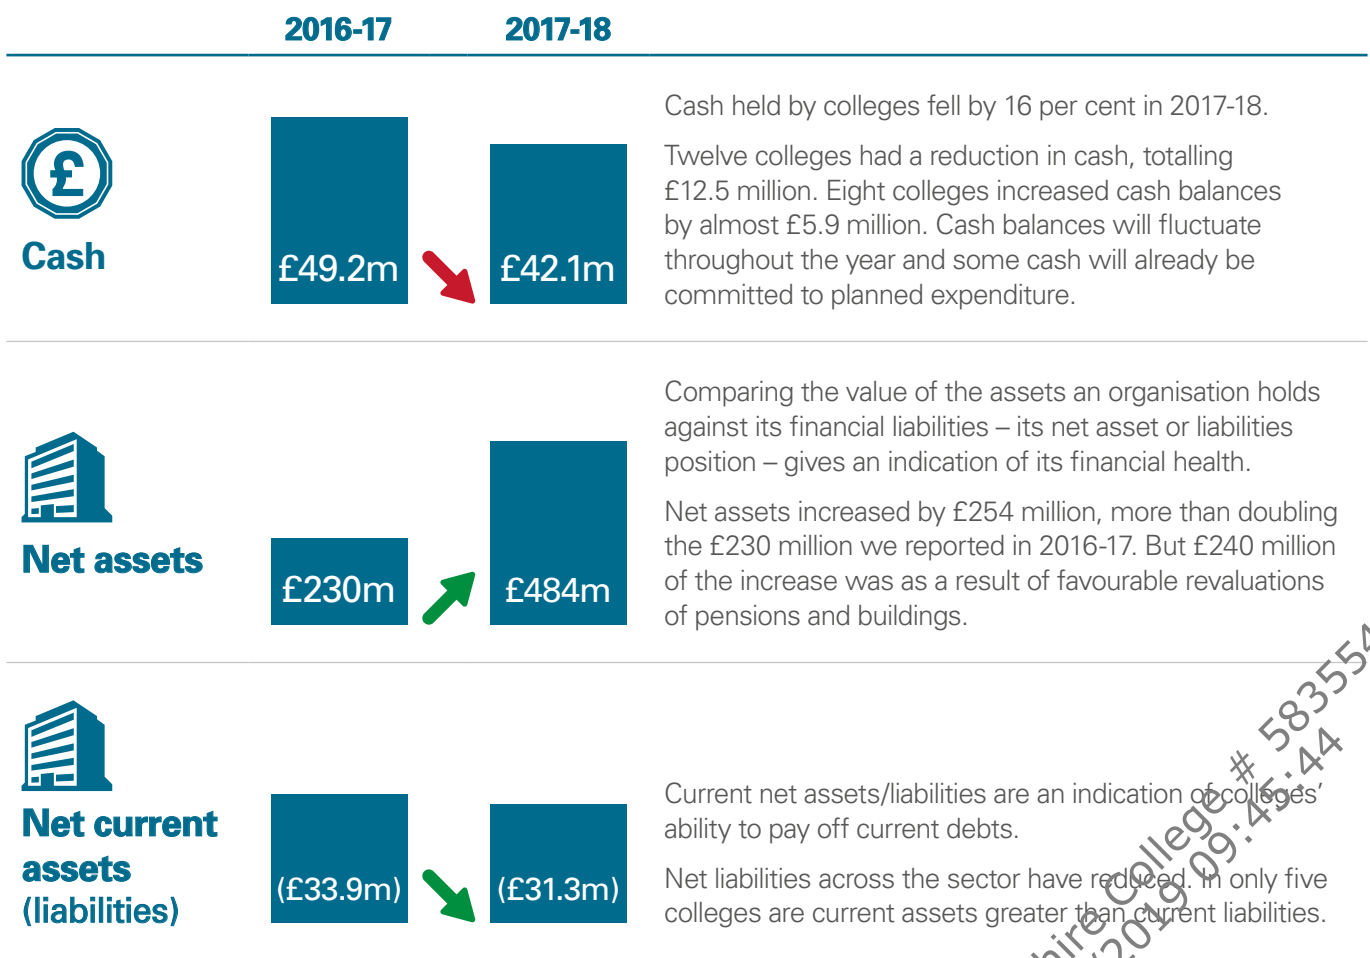 2016-17 2017-18
Cash held by colleges fell by 16 per cent in 2017-18.
Twelve colleges had a reduction in cash, totalling
£12.5 million. Eight colleges increased cash balances
by almost £5.9 million. Cash balances will fluctuate
throughout the year and some cash will already be
committed to planned expenditure.
£
Cash
£49.2m
£42.1m
Comparing the value of the assets an organisation holds
against its financial liabilities – its net asset or liabilities
position – gives an indication of its financial health.
Net assets increased by £254 million, more than doubling
the £230 million we reported in 2016-17. But £240 million
of the increase was as a result of favourable revaluations
of pensions and buildings.
Net assets
£230m
£484m
Current net assets/liabilities are an indication of colleges’
ability to pay off current debts.
Net liabilities across the sector have reduced. In only five
colleges are current assets greater than current liabilities.
Net current
assets
(liabilities)
(£33.9m)
(£31.3m)
College # 583554
2019 09:45:44